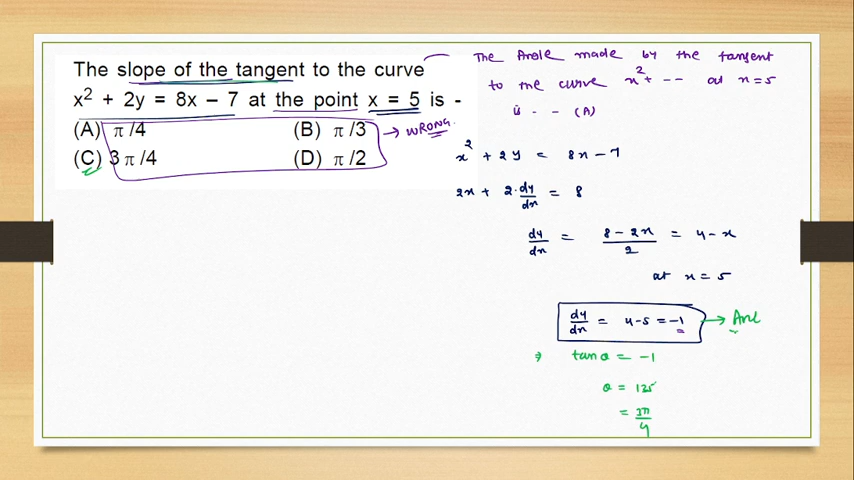 The slope of the tangent to the curve
x² + 2y = 8x – 7 at the point x = 5 is -
(A) π /4 (B) π /3
(C) 3 π /4 (D) π /2
→ WRONG.
The Angle made by the tangent
to the curve x² + -- at x = 5
is - - (A)
x² + 2y = 8x – 7
2x + 2·dy/dx = 8
dy/dx = 8 – 2x / 2 = 4 – x
at x = 5
dy/dx = 4 – 5 = –1 → Ans
⇒ tan θ = –1
θ = 135°
= 3π/4